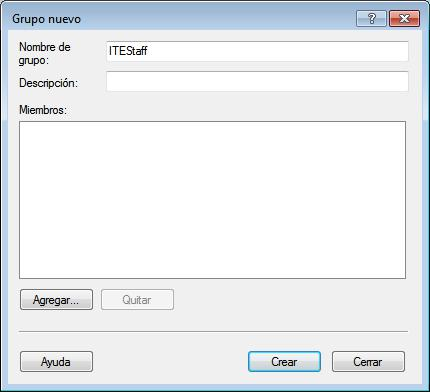 Grupo nuevo
Nombre de
grupo:
ITEStaff
Descripción:
Miembros:
Agregar...
Quitar
Ayuda
Crear
Cerrar